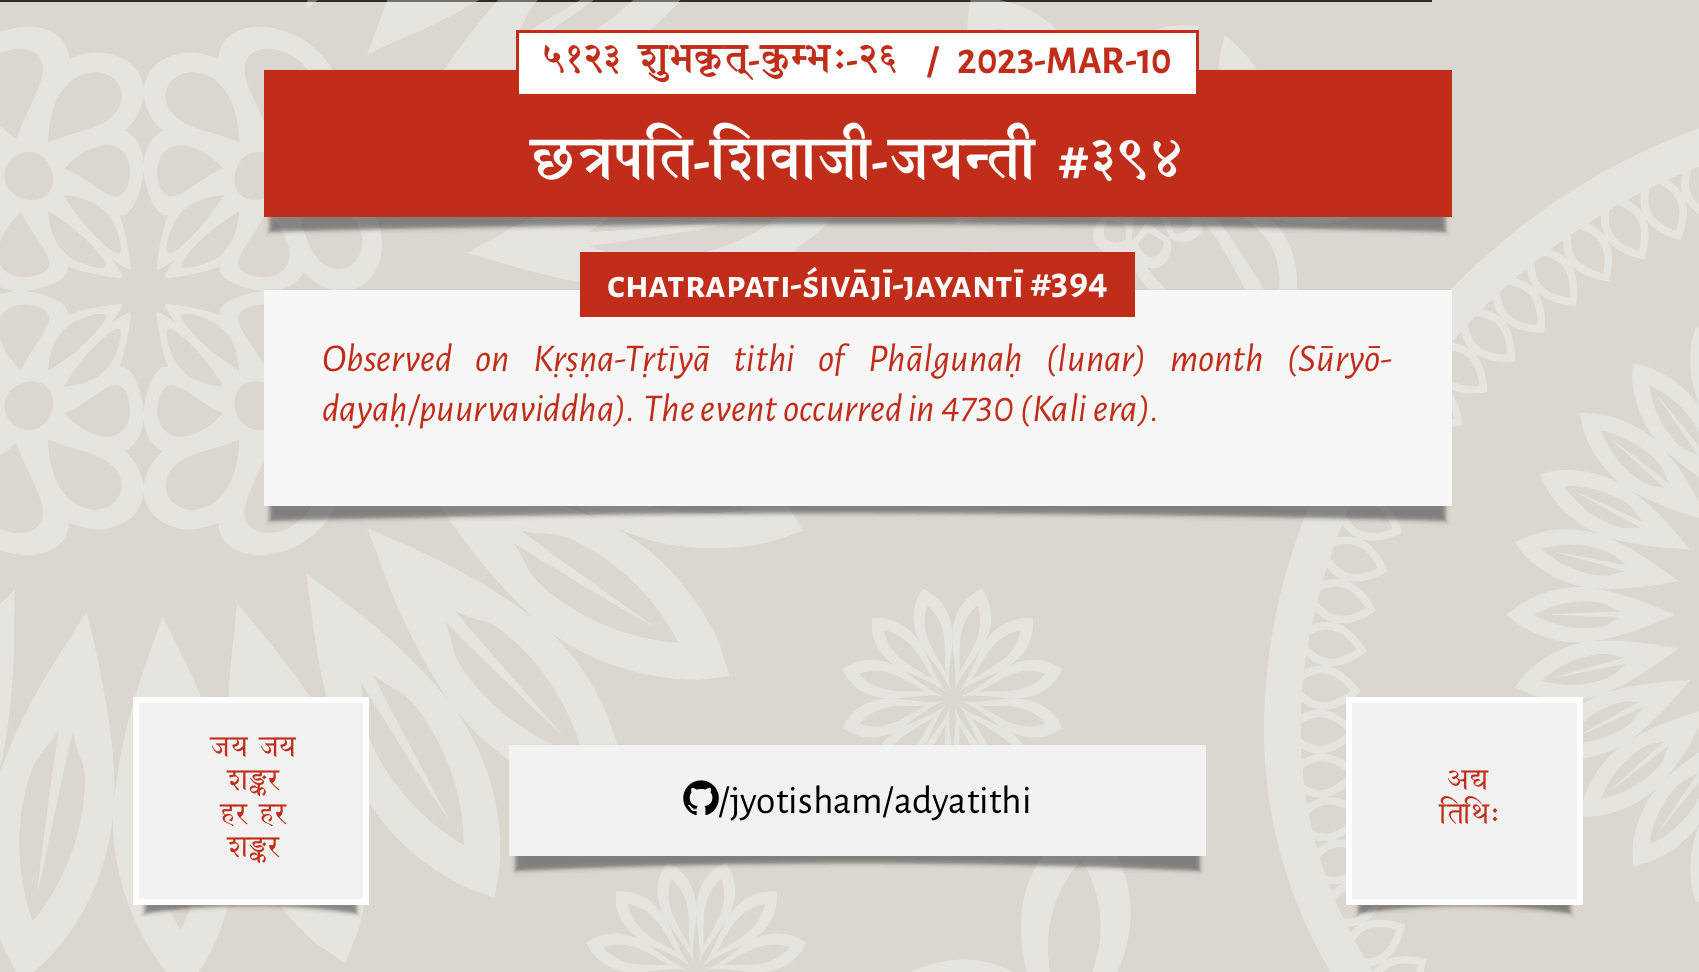 ५१२३ शुभकृत्-कुम्भः-२६ / 2023-MAR-10
छत्रपति-शिवाजी-जयन्ती #३९४
CHATRAPATI-ŚIVĀJĪ-JAYANTĪ #394
Observed on Kṛṣṇa-Tṛtīyā tithi of Phālgunaḥ (lunar) month (Sūryō-
dayaḥ/puurvaviddha). The event occurred in 4730 (Kali era).
जय जय
शङ्कर
हर हर
शङ्कर
/jyotisham/adyatithi
अद्य
तिथिः